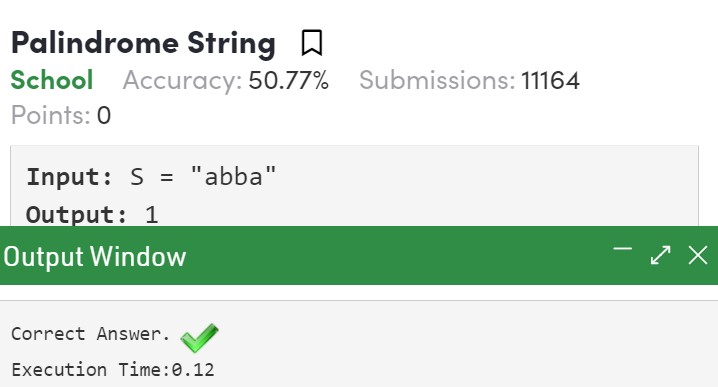 Palindrome String
School Accuracy: 50.77% Submissions: 11164
Points: 0
Input: S = "abba"
Output: 1
Output Window
Correct Answer.
Execution Time:0.12